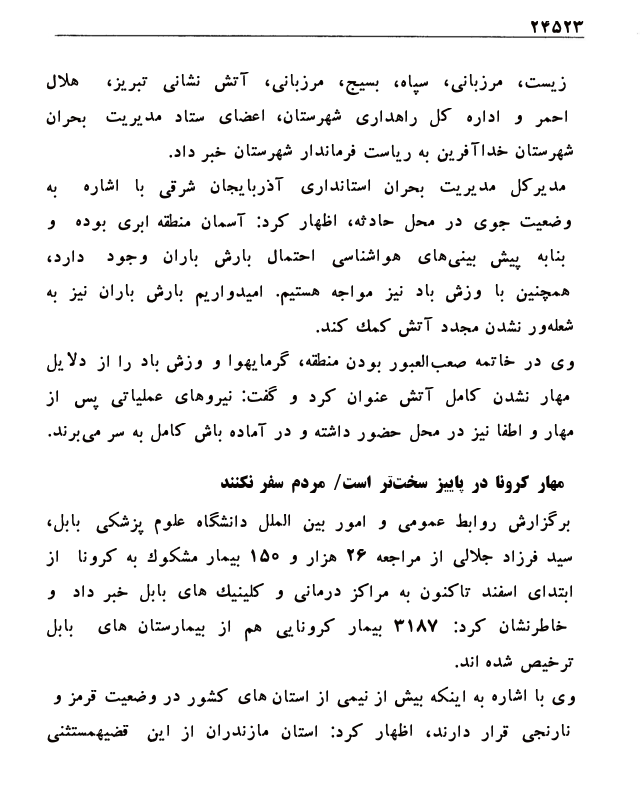 ۲۴۵۲۳
زیست، مرزبانی، سپاه، بسیج، مرزبانی، آتش نشانی تبریز، هلال
احمر و اداره کل راهداری شهرستان، اعضای ستاد مدیریت بحران
شهرستان خداآفرین به ریاست فرماندار شهرستان خبر داد.
مدیرکل مدیریت بحران استانداری آذربایجان شرقی با اشاره به
وضعیت جوی در محل حادثه، اظهار کرد: آسمان منطقه ابری بوده و
بنابه پیش بینی‌های هواشناسی احتمال بارش باران وجود دارد،
همچنین با وزش باد نیز مواجه هستیم. امیدواریم بارش باران نیز به
شعله‌ور نشدن مجدد آتش کمک کند.
وی در خاتمه صعب‌العبور بودن منطقه، گرمایهوا و وزش باد را از دلایل
مهار نشدن کامل آتش عنوان کرد و گفت: نیروهای عملیاتی پس از
مهار و اطفا نیز در محل حضور داشته و در آماده باش کامل به سر می‌برند.
مهار کرونا در پاییز سخت‌تر است/ مردم سفر نکنند
برگزارش روابط عمومی و امور بین الملل دانشگاه علوم پزشکی بابل،
سید فرزاد جلالی از مراجعه ۲۶ هزار و ۱۵۰ بیمار مشکوک به کرونا از
ابتدای اسفند تاکنون به مراکز درمانی و کلینیک های بابل خبر داد و
خاطرنشان کرد: ۳۱۸۷ بیمار کرونایی هم از بیمارستان های بابل
ترخیص شده اند.
وی با اشاره به اینکه بیش از نیمی از استان های کشور در وضعیت قرمز و
نارنجی قرار دارند، اظهار کرد: استان مازندران از این قضیهمستثنی